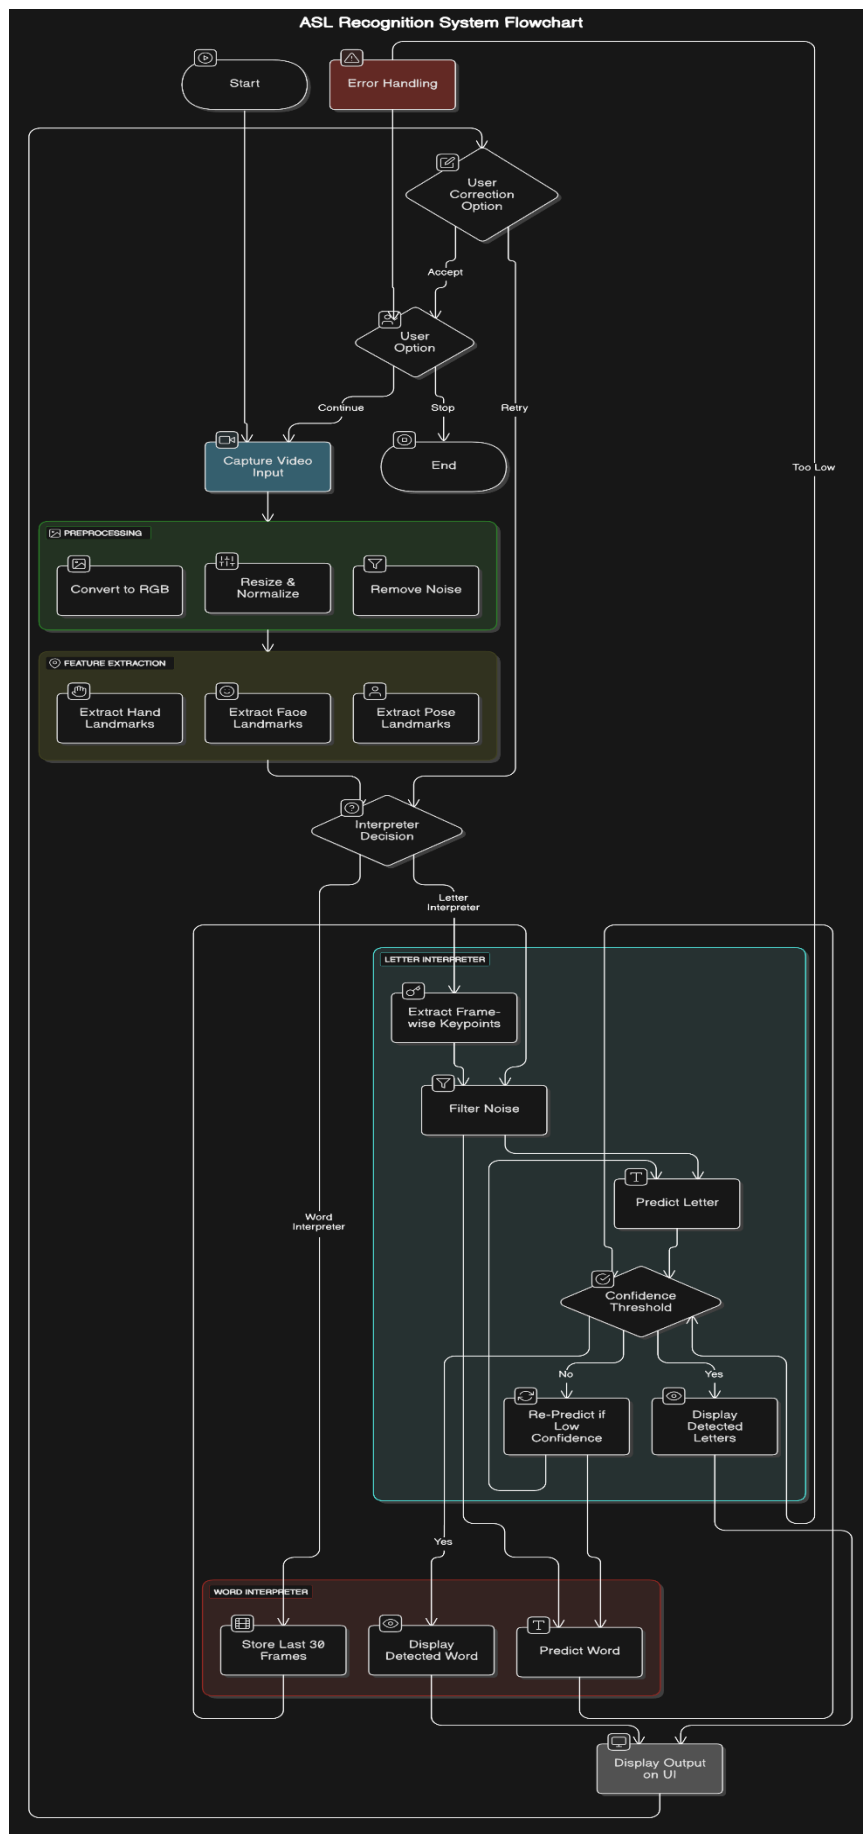 ASL Recognition System Flowchart
Start
Error Handling
User
Correction
Option
Accept
User
Option
Continue
Stop
Retry
Capture Video
Input
End
Too Low
PREPROCESSING
Convert to RGB
Resize &
Normalize
Remove Noise
FEATURE EXTRACTION
Extract Hand
Landmarks
Extract Face
Landmarks
Extract Pose
Landmarks
Interpreter
Decision
Letter
Interpreter
LETTER INTERPRETER
Extract Frame-
wise Keypoints
Filter Noise
Predict Letter
Word
Interpreter
Confidence
Threshold
No
Yes
Re-Predict if
Low
Confidence
Display
Detected
Letters
Yes
WORD INTERPRETER
Store Last 30
Frames
Display
Detected Word
Predict Word
Display Output
on UI